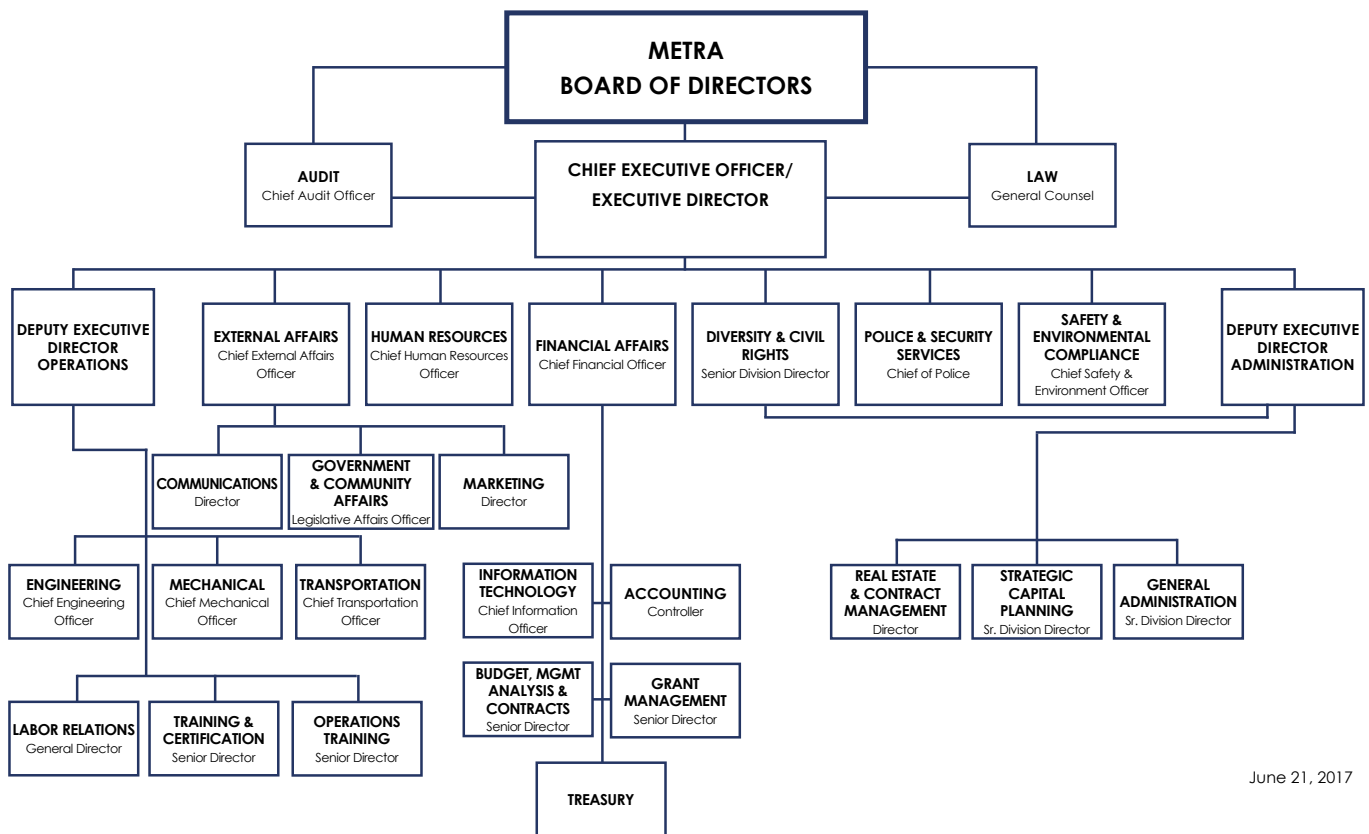 METRA
BOARD OF DIRECTORS
AUDIT
Chief Audit Officer
CHIEF EXECUTIVE OFFICER/
EXECUTIVE DIRECTOR
LAW
General Counsel
DEPUTY EXECUTIVE
DIRECTOR
OPERATIONS
EXTERNAL AFFAIRS
Chief External Affairs
Officer
HUMAN RESOURCES
Chief Human Resources
Officer
FINANCIAL AFFAIRS
Chief Financial Officer
DIVERSITY & CIVIL
RIGHTS
Senior Division Director
POLICE & SECURITY
SERVICES
Chief of Police
SAFETY &
ENVIRONMENTAL
COMPLIANCE
Chief Safety &
Environment Officer
DEPUTY EXECUTIVE
DIRECTOR
ADMINISTRATION
COMMUNICATIONS
Director
GOVERNMENT
& COMMUNITY
AFFAIRS
Legislative Affairs Officer
MARKETING
Director
ENGINEERING
Chief Engineering
Officer
MECHANICAL
Chief Mechanical
Officer
TRANSPORTATION
Chief Transportation
Officer
INFORMATION
TECHNOLOGY
Chief Information
Officer
ACCOUNTING
Controller
REAL ESTATE
& CONTRACT
MANAGEMENT
Director
STRATEGIC
CAPITAL
PLANNING
Sr. Division Director
GENERAL
ADMINISTRATION
Sr. Division Director
LABOR RELATIONS
General Director
TRAINING &
CERTIFICATION
Senior Director
OPERATIONS
TRAINING
Senior Director
BUDGET, MGMT
ANALYSIS &
CONTRACTS
Senior Director
GRANT
MANAGEMENT
Senior Director
TREASURY
June 21, 2017